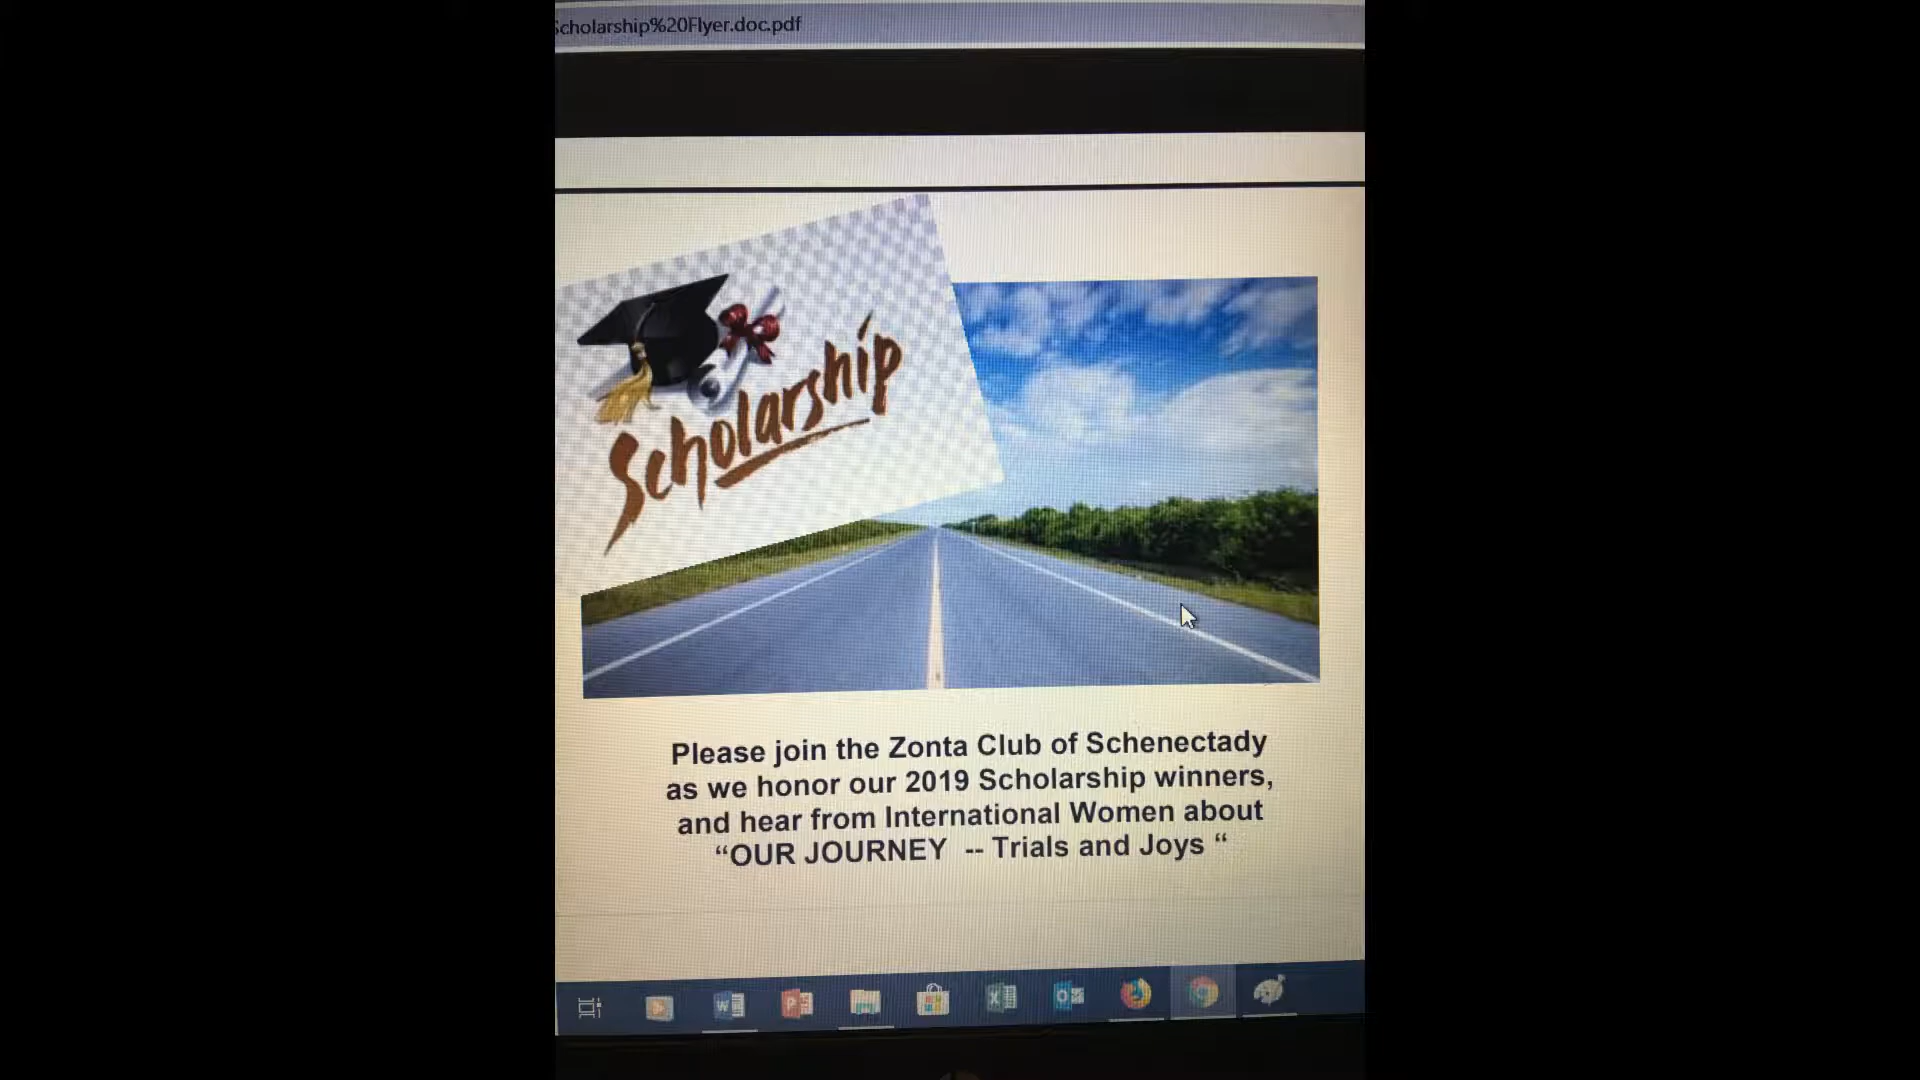 Scholarship%20Flyer.doc.pdf
Scholarship
Please join the Zonta Club of Schenectady
as we honor our 2019 Scholarship winners,
and hear from International Women about
“OUR JOURNEY -- Trials and Joys “